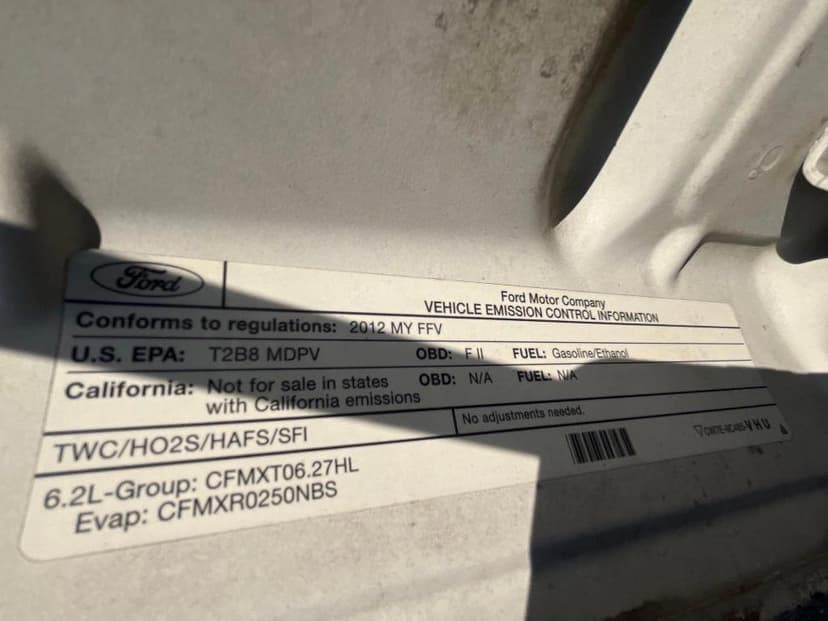 Ford
Ford Motor Company
VEHICLE EMISSION CONTROL INFORMATION
Conforms to regulations: 2012 MY FFV
U.S. EPA: T2B8 MDPV OBD: F II FUEL: Gasoline/Ethanol
California: Not for sale in states OBD: N/A FUEL: N/A
with California emissions
TWC/HO2S/HAFS/SFI No adjustments needed.
6.2L-Group: CFMXT06.27HL
Evap: CFMXR0250NBS
VHU